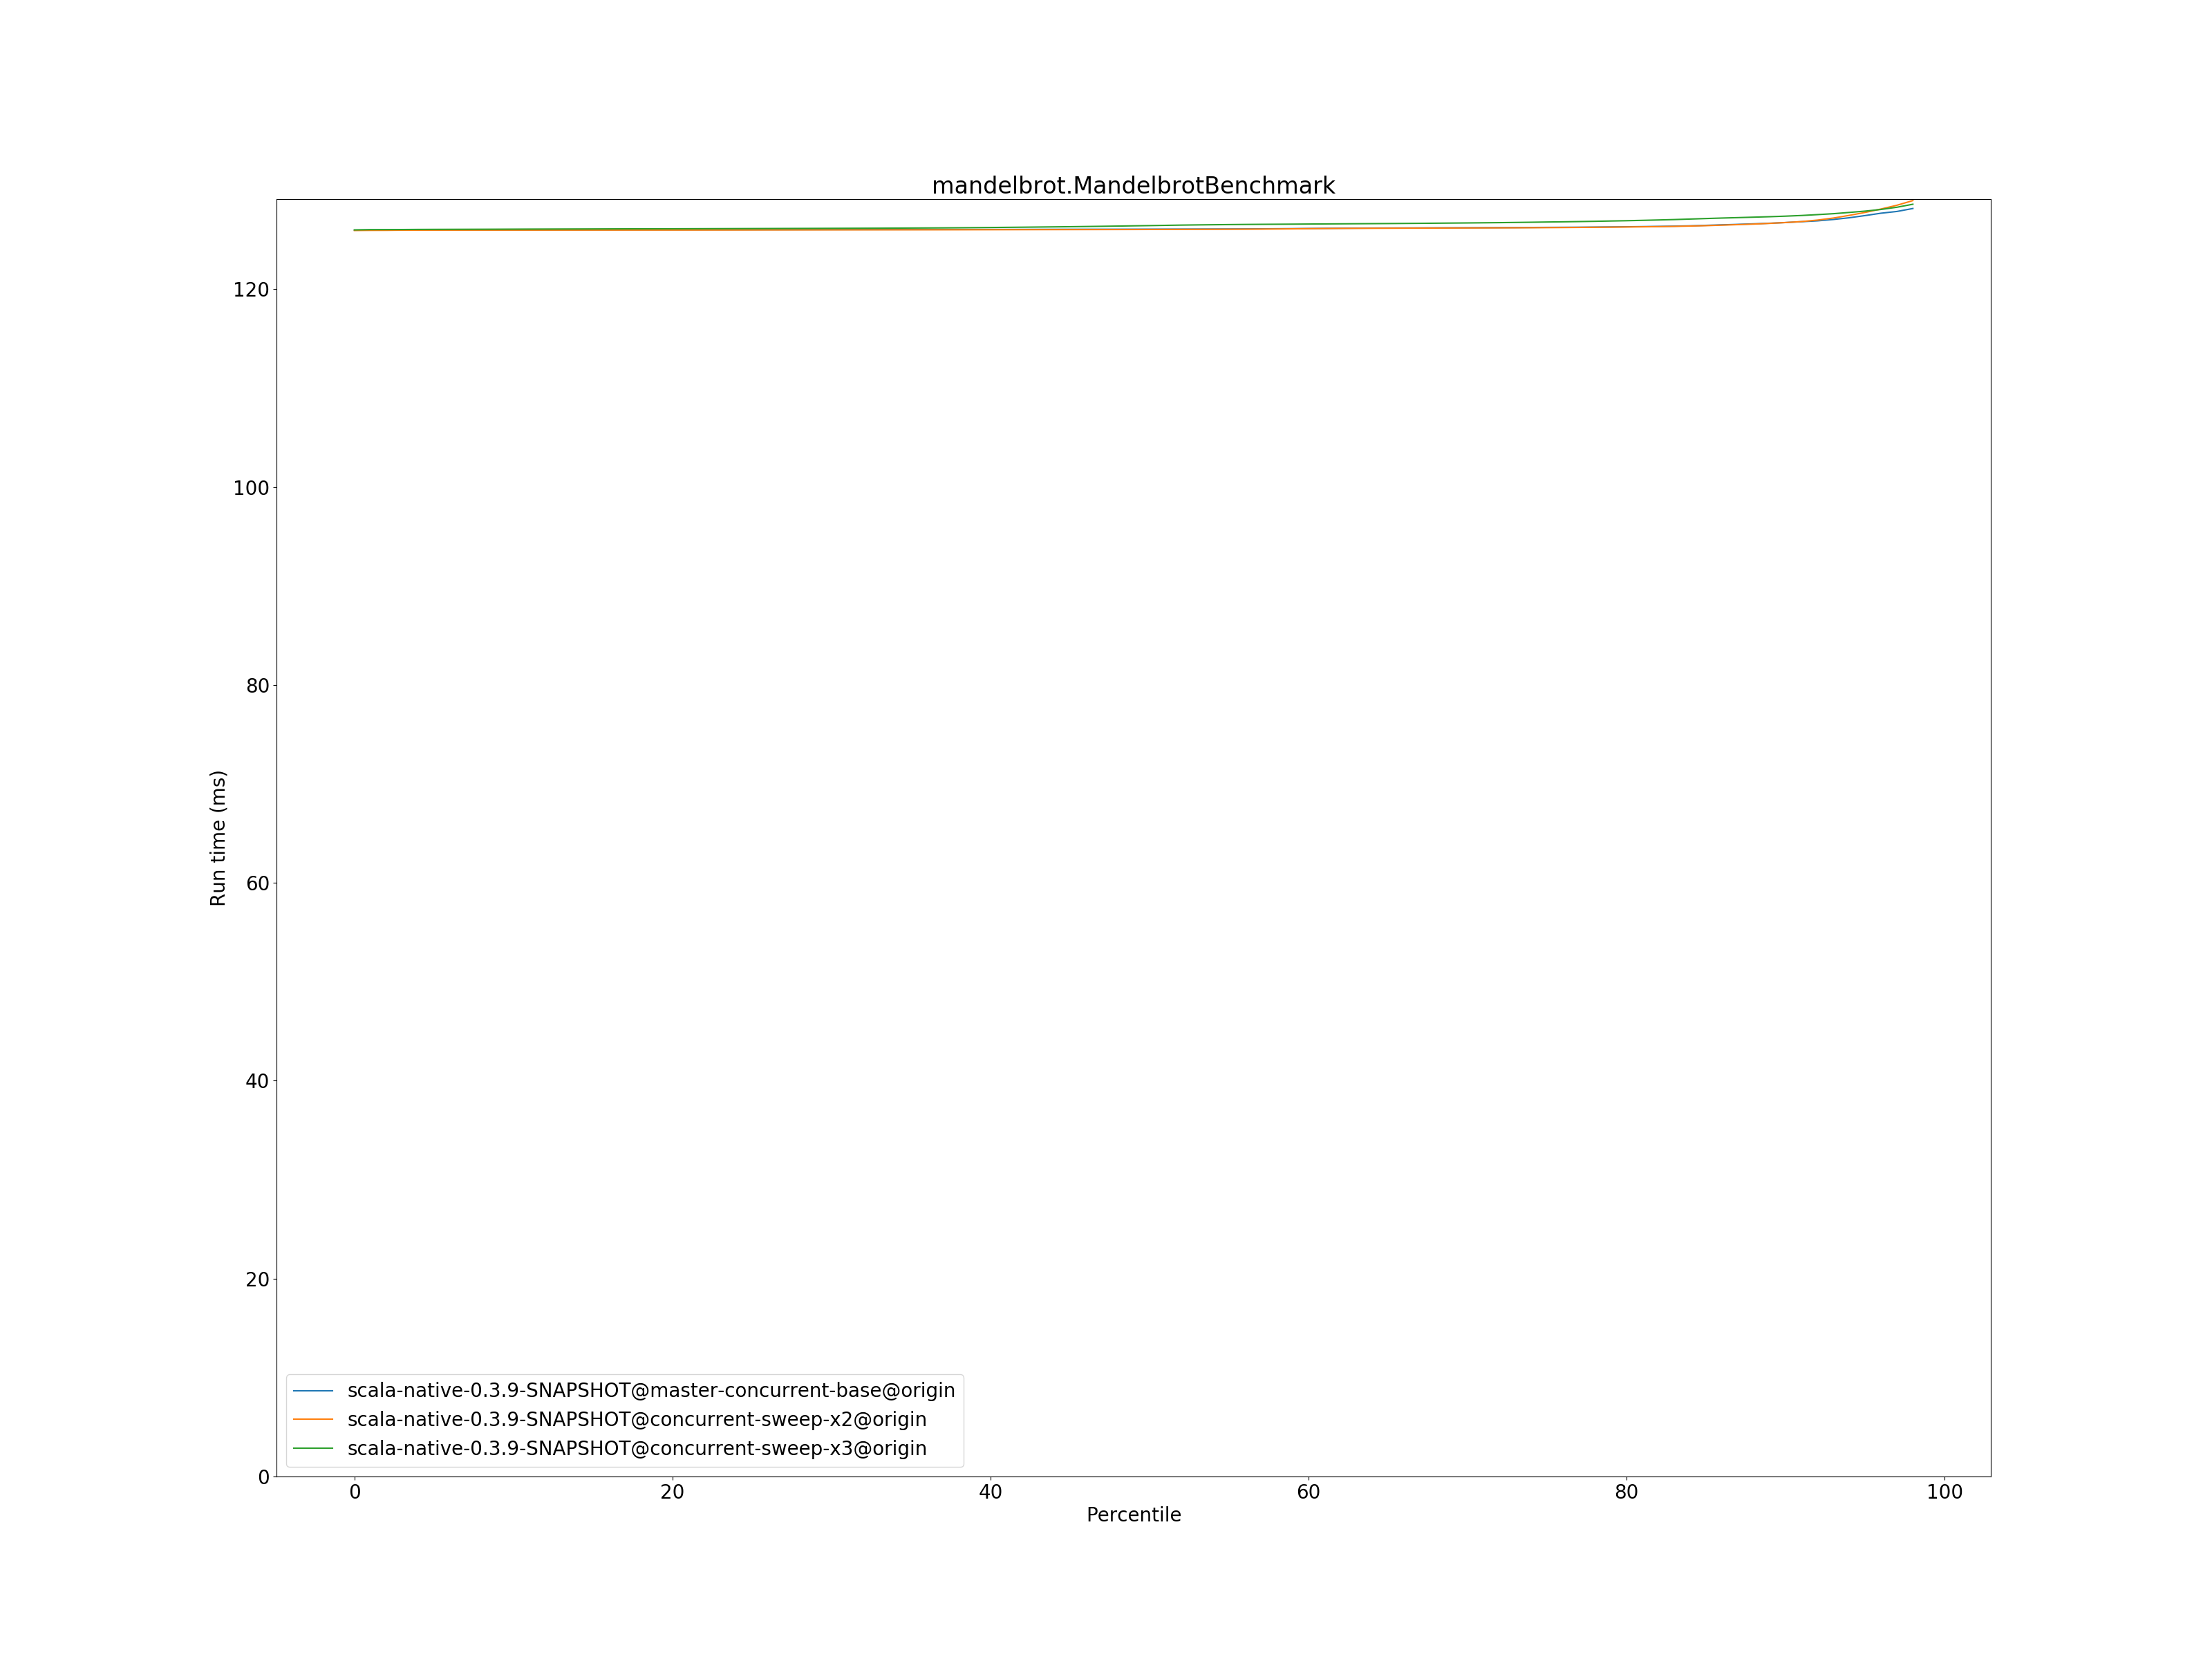 mandelbrot.MandelbrotBenchmark
120
100
80
60
40
20
0
Run time (ms)
scala-native-0.3.9-SNAPSHOT@master-concurrent-base@origin
scala-native-0.3.9-SNAPSHOT@concurrent-sweep-x2@origin
scala-native-0.3.9-SNAPSHOT@concurrent-sweep-x3@origin
0 20 40 60 80 100
Percentile